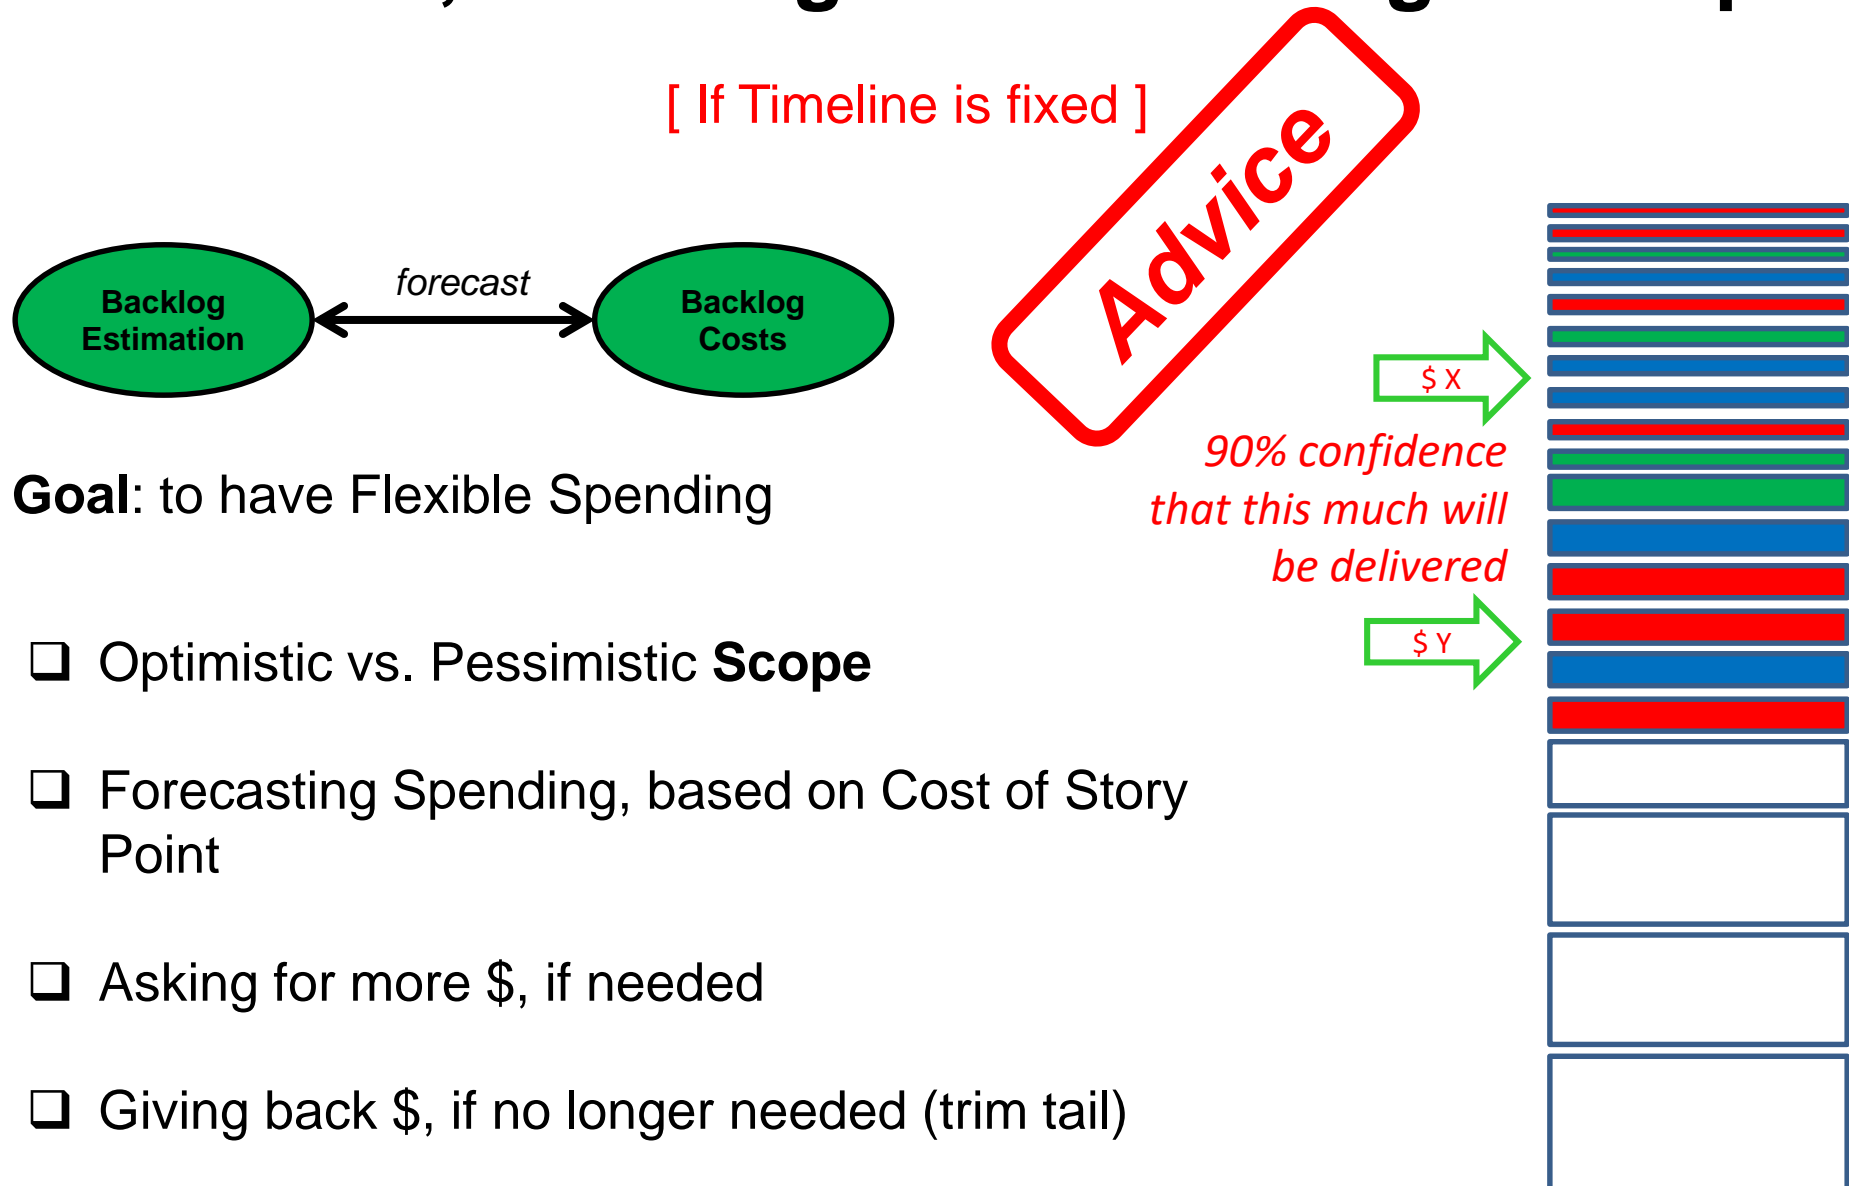 [ If Timeline is fixed ]
Advice
Backlog
Estimation
forecast
Backlog
Costs
$ X
90% confidence
that this much will
be delivered
$ Y
Goal: to have Flexible Spending
❑ Optimistic vs. Pessimistic Scope
❑ Forecasting Spending, based on Cost of Story
Point
❑ Asking for more $, if needed
❑ Giving back $, if no longer needed (trim tail)